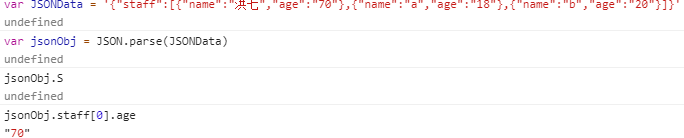 var JSONData = '{"staff":[{"name":"洪七","age":"70"},{"name":"a","age":"18"},{"name":"b","age":"20"}]}'
undefined
var jsonObj = JSON.parse(JSONData)
undefined
jsonObj.S
undefined
jsonObj.staff[0].age
"70"